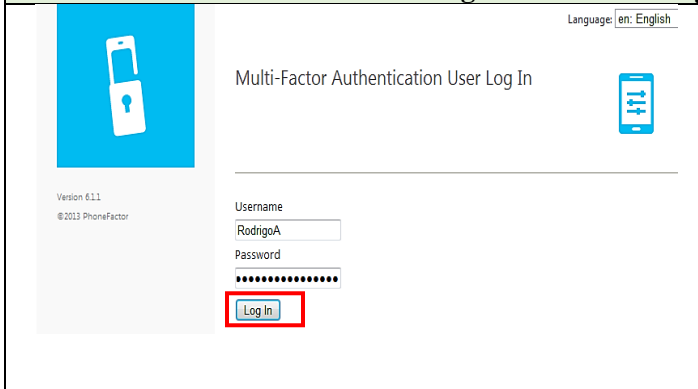 Language: en: English
Multi-Factor Authentication User Log In
Version 6.1.1
©2013 PhoneFactor
Username
RodrigoA
Password
••••••••••••••••
Log In